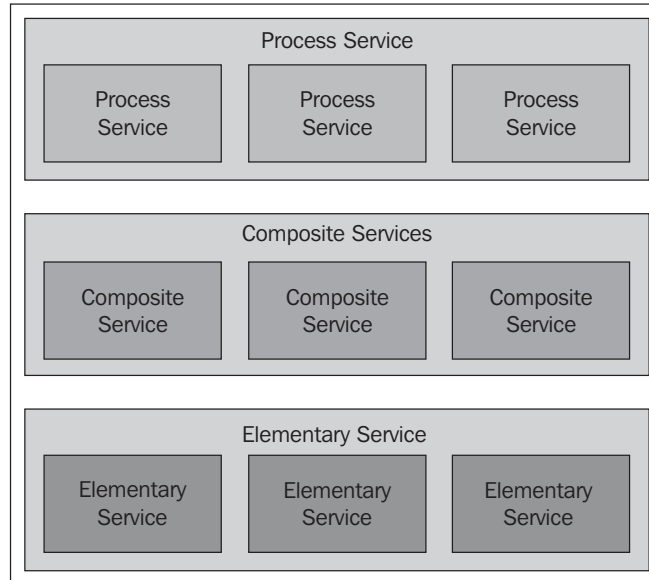 Process Service
Process
Service
Process
Service
Process
Service
Composite Services
Composite
Service
Composite
Service
Composite
Service
Elementary Service
Elementary
Service
Elementary
Service
Elementary
Service